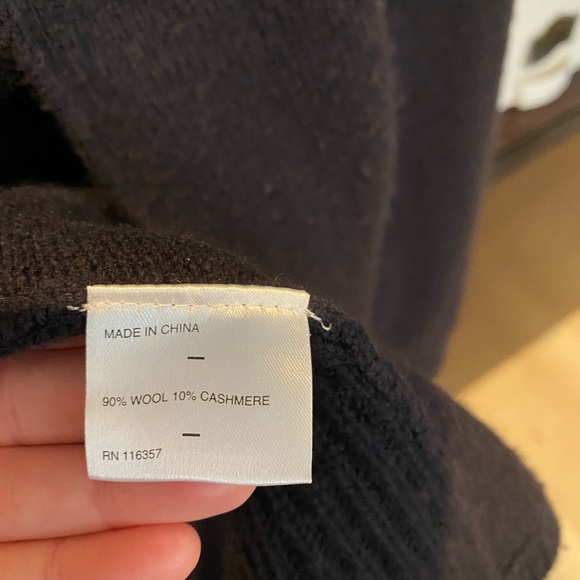 MADE IN CHINA
–
90% WOOL 10% CASHMERE
–
RN 116357